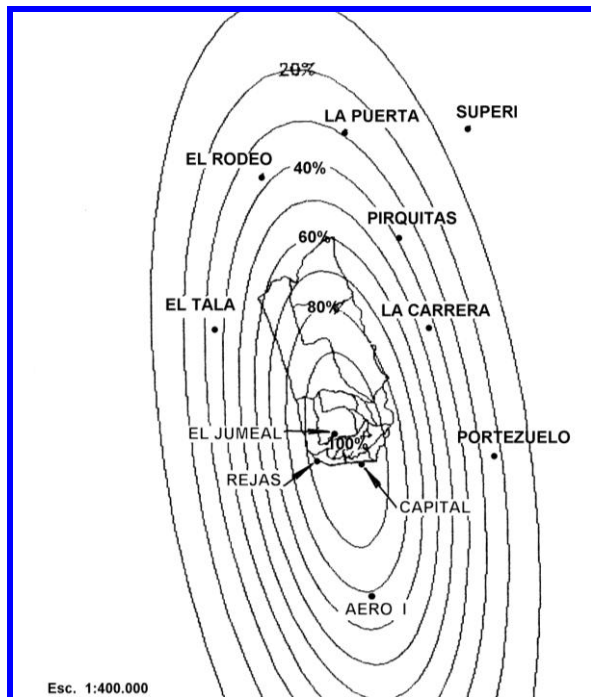 20%
LA PUERTA
SUPERI
EL RODEO
40%
PIRQUITAS
60%
EL TALA
80%
LA CARRERA
EL JUMEAL
100%
PORTEZUELO
REJAS
CAPITAL
AERO I
Esc. 1:400.000